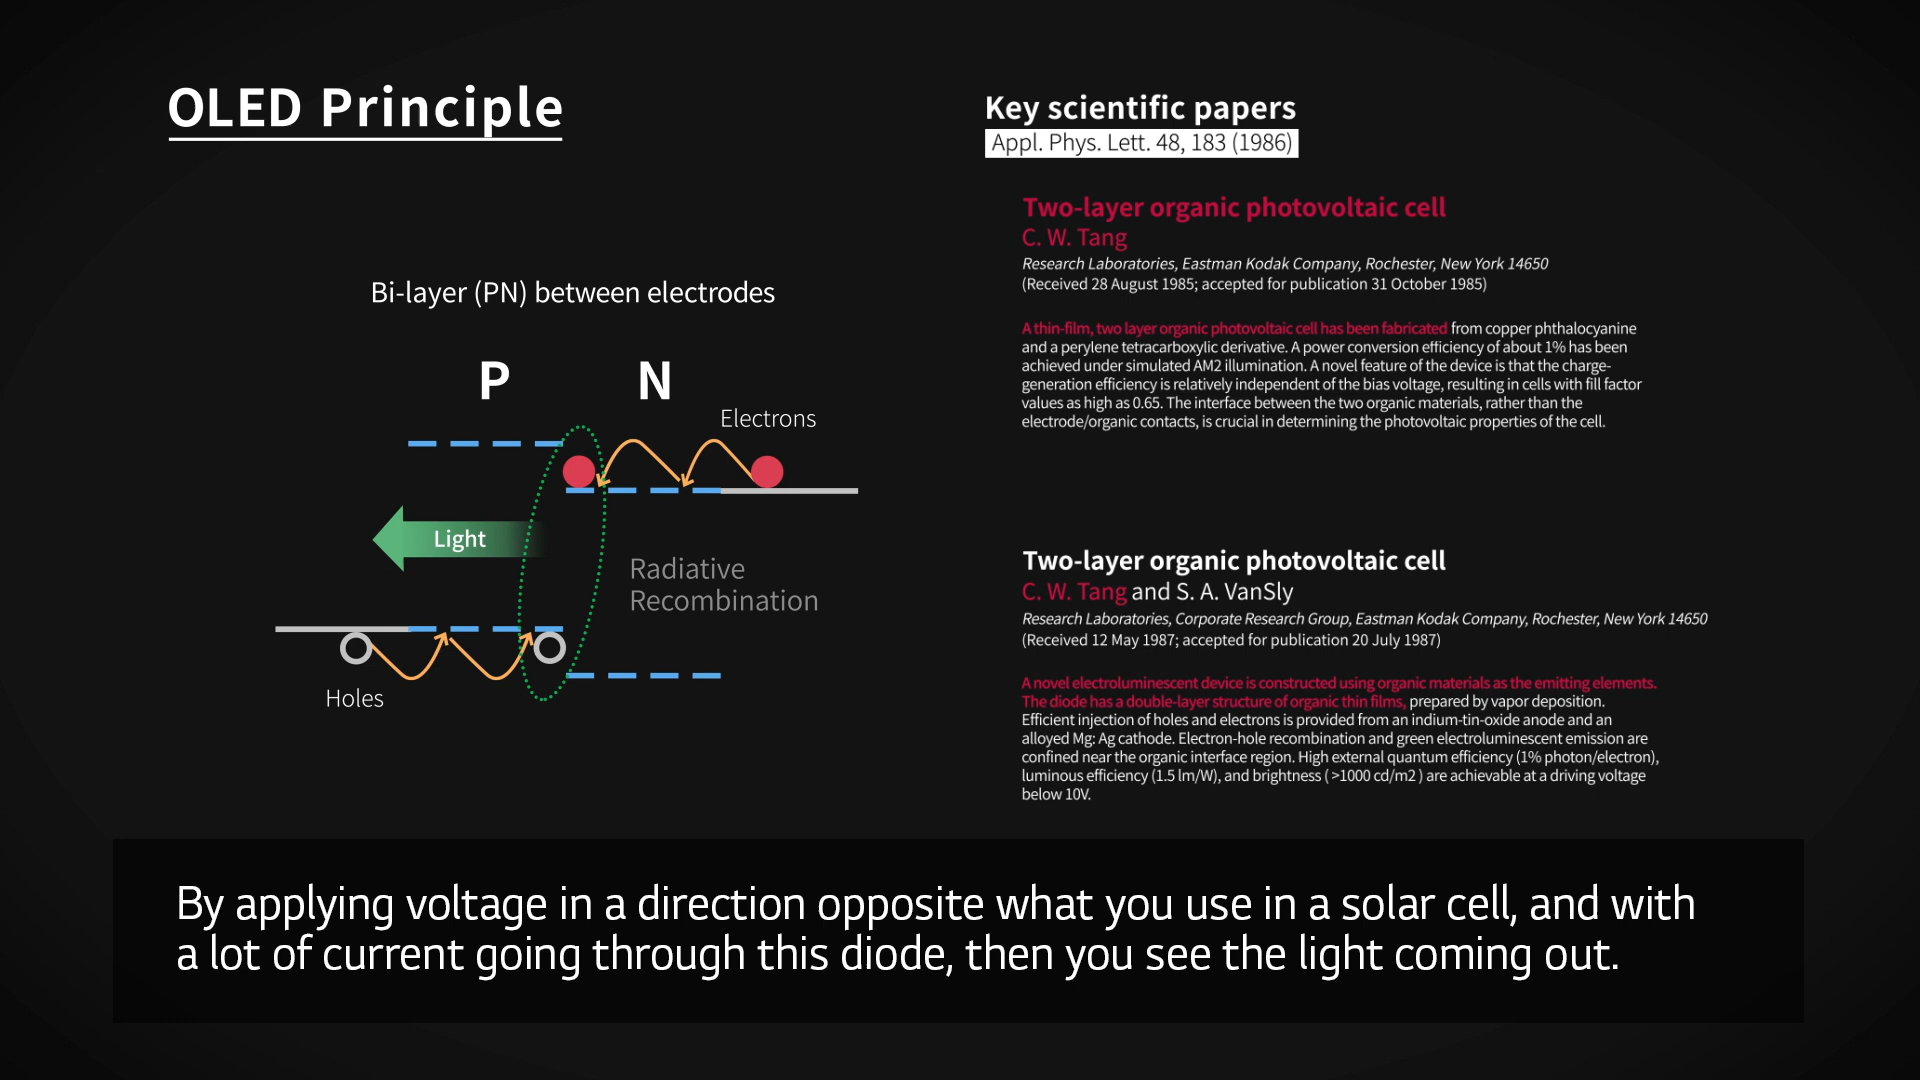 OLED Principle
Bi-layer (PN) between electrodes
P N
Electrons
Light
Radiative
Recombination
Holes
Key scientific papers
Appl. Phys. Lett. 48, 183 (1986)
Two-layer organic photovoltaic cell
C. W. Tang
Research Laboratories, Eastman Kodak Company, Rochester, New York 14650
(Received 28 August 1985; accepted for publication 31 October 1985)
A thin-film, two layer organic photovoltaic cell has been fabricated from copper phthalocyanine
and a perylene tetracarboxylic derivative. A power conversion efficiency of about 1% has been
achieved under simulated AM2 illumination. A novel feature of the device is that the charge-
generation efficiency is relatively independent of the bias voltage, resulting in cells with fill factor
values as high as 0.65. The interface between the two organic materials, rather than the
electrode/organic contacts, is crucial in determining the photovoltaic properties of the cell.
Two-layer organic photovoltaic cell
C. W. Tang and S. A. VanSly
Research Laboratories, Corporate Research Group, Eastman Kodak Company, Rochester, New York 14650
(Received 12 May 1987; accepted for publication 20 July 1987)
A novel electroluminescent device is constructed using organic materials as the emitting elements.
The diode has a double-layer structure of organic thin films, prepared by vapor deposition.
Efficient injection of holes and electrons is provided from an indium-tin-oxide anode and an
alloyed Mg: Ag cathode. Electron-hole recombination and green electroluminescent emission are
confined near the organic interface region. High external quantum efficiency (1% photon/electron),
luminous efficiency (1.5 lm/W), and brightness ( >1000 cd/m2 ) are achievable at a driving voltage
below 10V.
By applying voltage in a direction opposite what you use in a solar cell, and with
a lot of current going through this diode, then you see the light coming out.